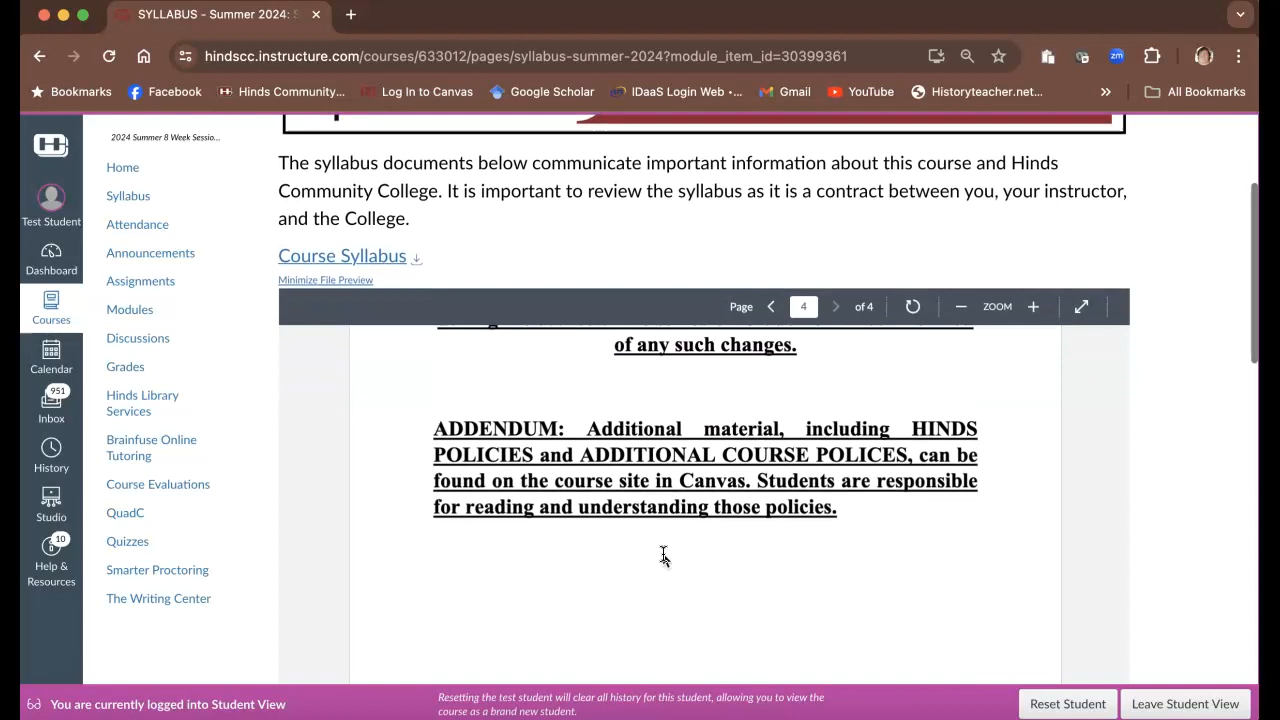 SYLLABUS - Summer 2024: S
hindscc.instructure.com/courses/633012/pages/syllabus-summer-2024?module_item_id=30399361
Bookmarks
Facebook
Hinds Community...
Log In to Canvas
Google Scholar
IDaaS Login Web •...
Gmail
YouTube
Historyteacher.net...
All Bookmarks
2024 Summer 8 Week Sessio...
Home
Syllabus
Attendance
Announcements
Assignments
Modules
Discussions
Grades
Hinds Library
Services
Brainfuse Online
Tutoring
Course Evaluations
QuadC
Quizzes
Smarter Proctoring
The Writing Center
Test Student
Dashboard
Courses
Calendar
951
Inbox
History
Studio
10
Help &
Resources
The syllabus documents below communicate important information about this course and Hinds
Community College. It is important to review the syllabus as it is a contract between you, your instructor,
and the College.
Course Syllabus
Minimize File Preview
Page 4 of 4 ZOOM
of any such changes.
ADDENDUM: Additional material, including HINDS
POLICIES and ADDITIONAL COURSE POLICES, can be
found on the course site in Canvas. Students are responsible
for reading and understanding those policies.
You are currently logged into Student View
Resetting the test student will clear all history for this student, allowing you to view the
course as a brand new student.
Reset Student
Leave Student View